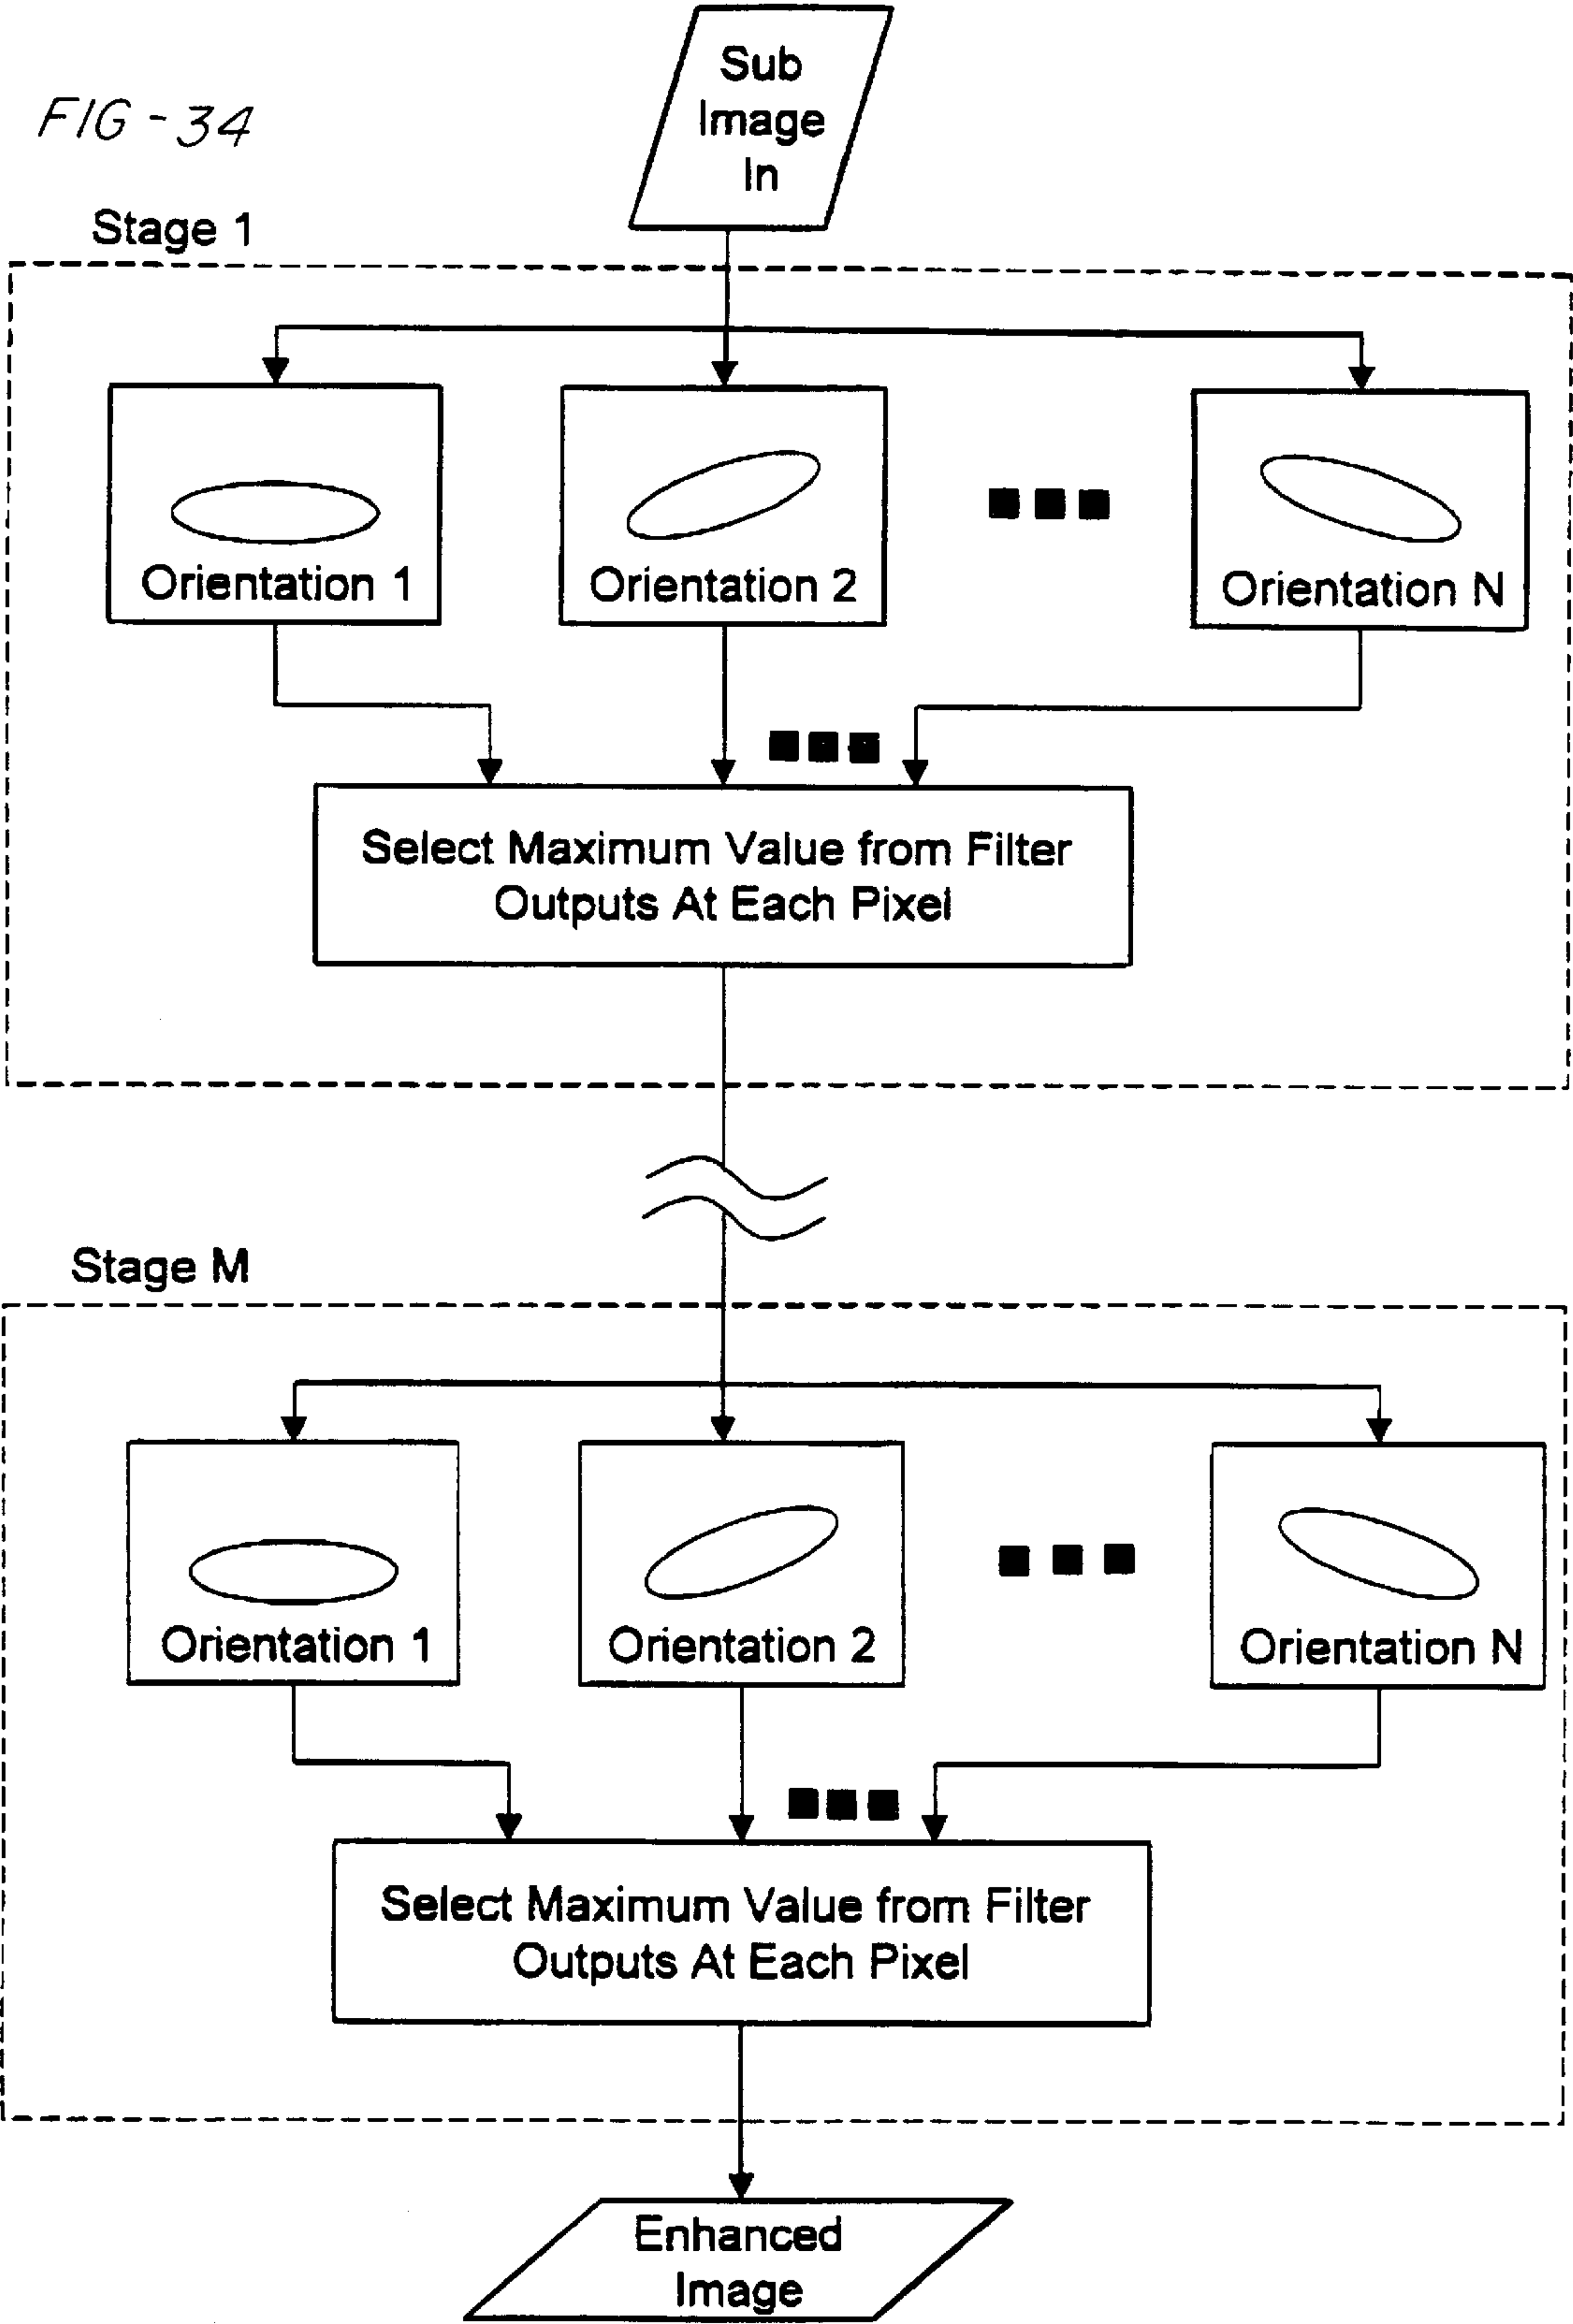 FIG-34
Sub
Image
In
Stage 1
Orientation 1
Orientation 2
Orientation N
Select Maximum Value from Filter
Outputs At Each Pixel
Stage M
Orientation 1
Orientation 2
Orientation N
Select Maximum Value from Filter
Outputs At Each Pixel
Enhanced
Image